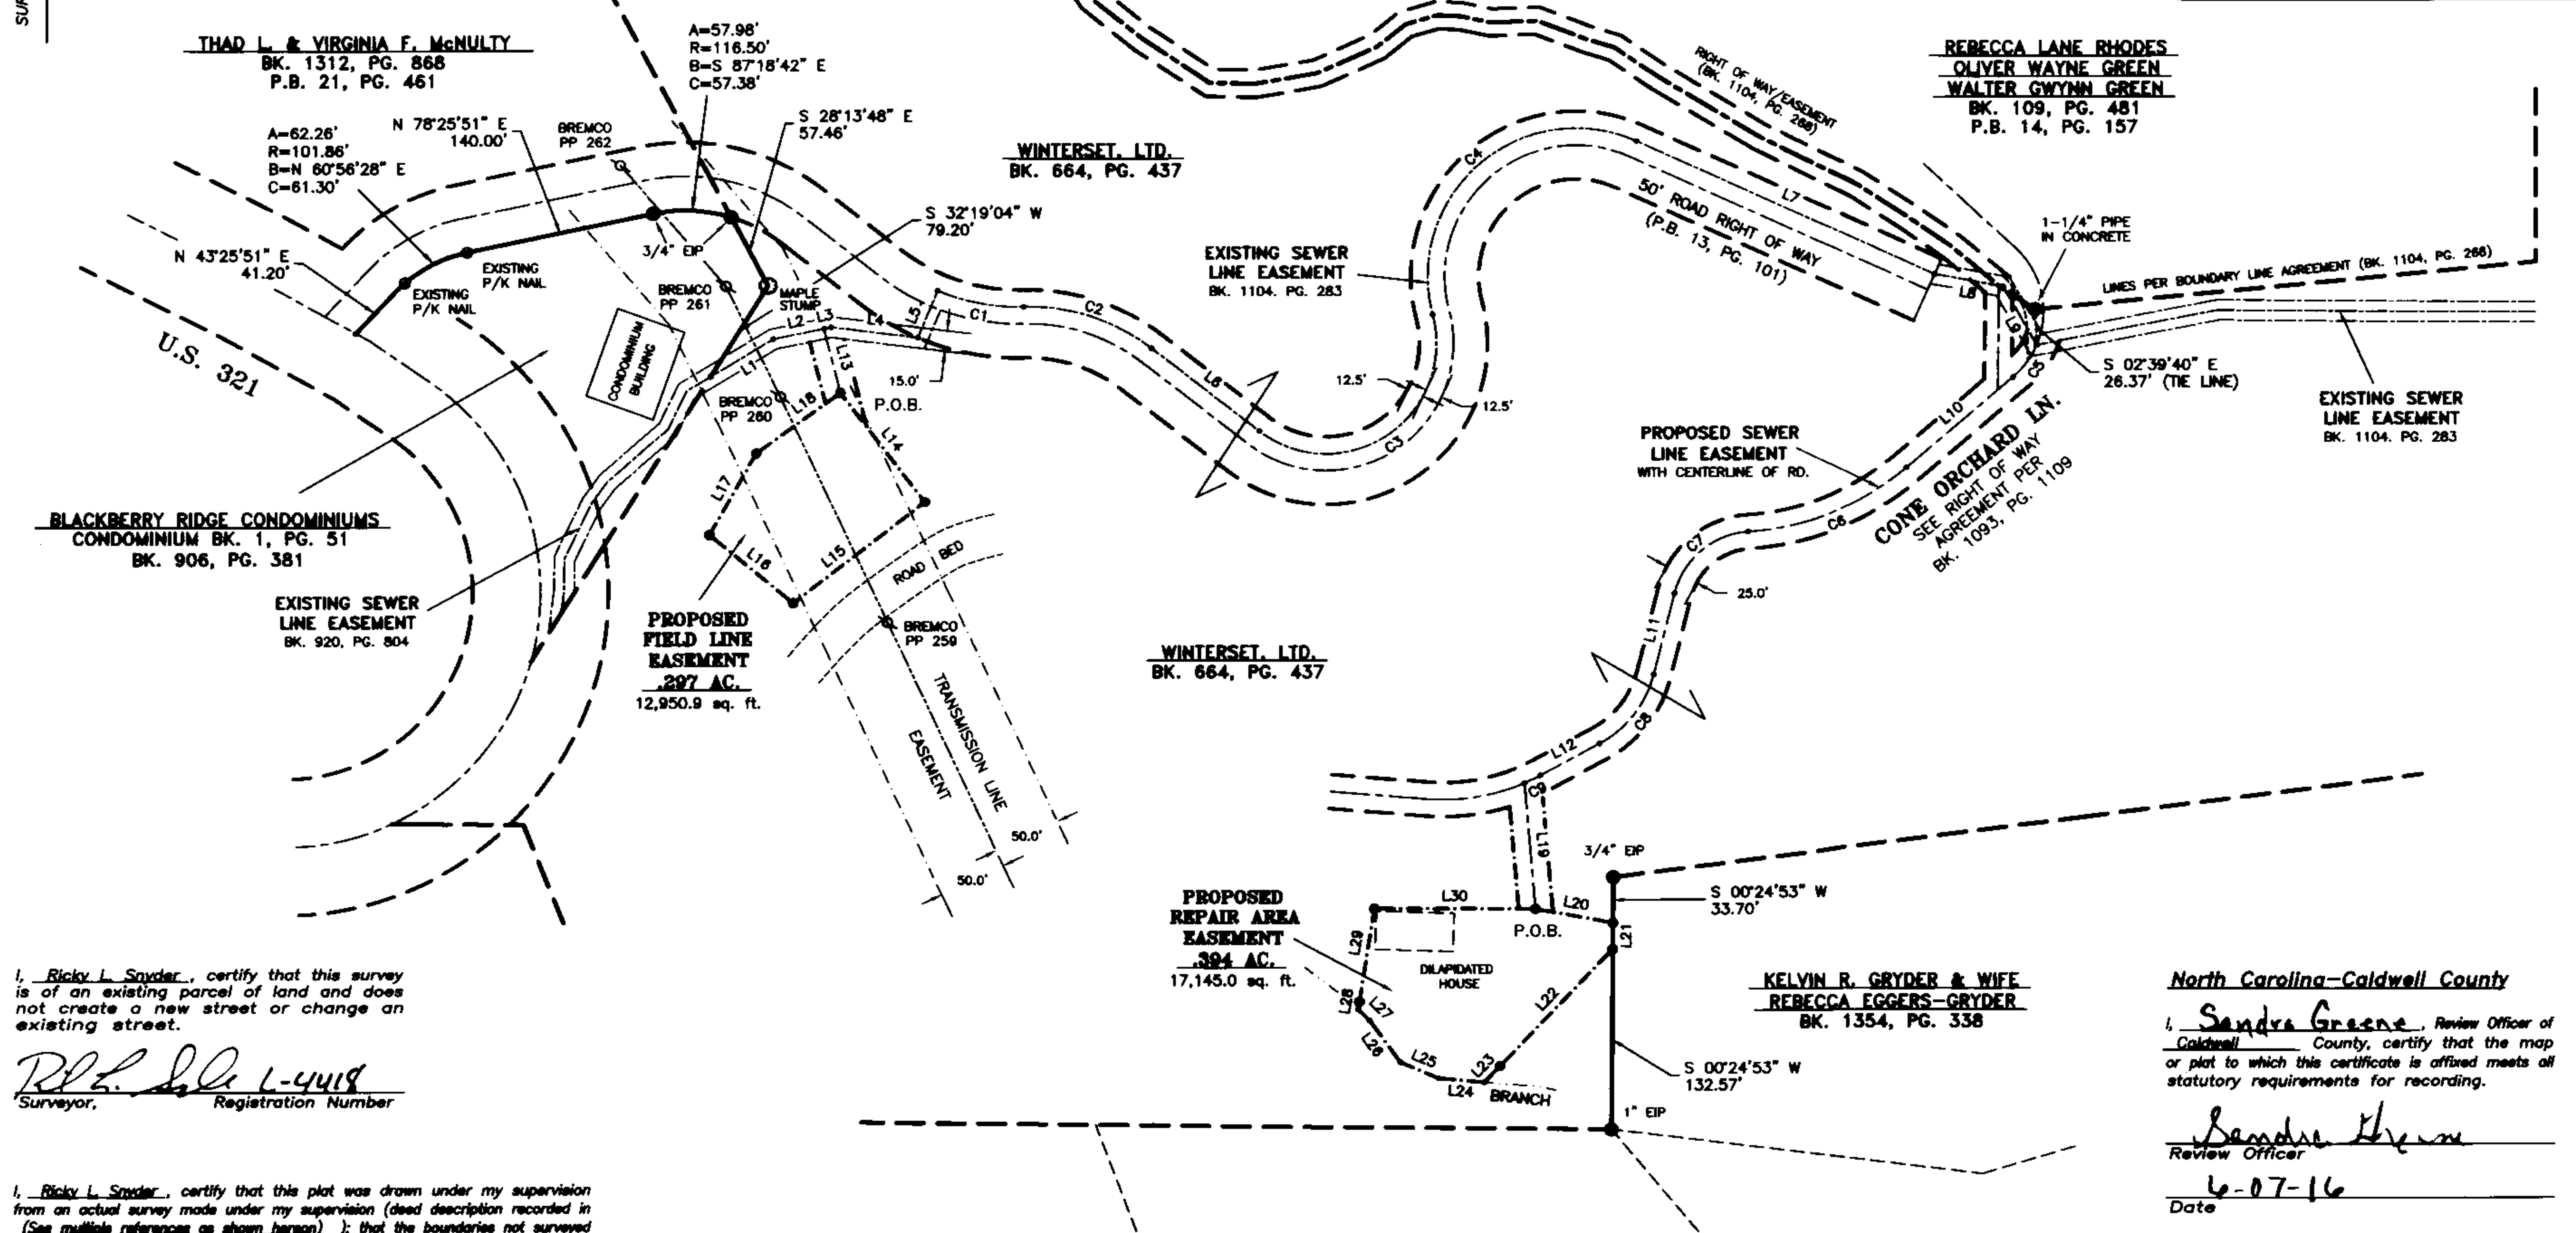 SUR
THAD L. & VIRGINIA F. McNULTY
BK. 1312, PG. 868
P.B. 21, PG. 461
A=57.98'
R=116.50'
B=S 87°18'42" E
C=57.38'
A=62.26'
R=101.86'
B=N 60°56'28" E
C=61.30'
N 78°25'51" E
140.00'
BREMCO
PP 262
S 28°13'48" E
57.46'
WINTERSET, LTD.
BK. 664, PG. 437
S 32°19'04" W
79.20'
N 43°25'51" E
41.20'
EXISTING
P/K NAIL
EXISTING
P/K NAIL
3/4" EIP
BREMCO
PP 261
MAPLE
STUMP
CONDOMINIUM
BUILDING
U.S. 321
L1
L2
L3
L4
L5
C1
C2
L6
C3
C4
L7
L8
L9
C5
L10
C6
C7
L11
C8
L12
C9
15.0'
L13
P.O.B.
BREMCO
PP 260
L18
L14
L17
L16
L15
ROAD BED
BREMCO
PP 259
TRANSMISSION LINE
EASEMENT
50.0'
50.0'
BLACKBERRY RIDGE CONDOMINIUMS
CONDOMINIUM BK. 1, PG. 51
BK. 906, PG. 381
EXISTING SEWER
LINE EASEMENT
BK. 920, PG. 804
PROPOSED
FIELD LINE
EASEMENT
.297 AC.
12,950.9 sq. ft.
EXISTING SEWER
LINE EASEMENT
BK. 1104. PG. 283
12.5'
12.5'
RIGHT OF WAY/EASEMENT
(BK. 1104, PG. 268)
50' ROAD RIGHT OF WAY
(P.B. 13, PG. 101)
REBECCA LANE RHODES
OLIVER WAYNE GREEN
WALTER GWYNN GREEN
BK. 109, PG. 481
P.B. 14, PG. 157
1-1/4" PIPE
IN CONCRETE
LINES PER BOUNDARY LINE AGREEMENT (BK. 1104, PG. 268)
S 02°39'40" E
26.37' (TIE LINE)
EXISTING SEWER
LINE EASEMENT
BK. 1104. PG. 283
PROPOSED SEWER
LINE EASEMENT
WITH CENTERLINE OF RD.
CONE ORCHARD LN.
SEE RIGHT OF WAY
AGREEMENT PER
BK. 1093, PG. 1109
25.0'
WINTERSET, LTD.
BK. 664, PG. 437
L19
3/4" EIP
S 00°24'53" W
33.70'
PROPOSED
REPAIR AREA
EASEMENT
.394 AC.
17,145.0 sq. ft.
L30
L20
P.O.B.
L21
L29
DILAPIDATED
HOUSE
L22
L28
L27
L26
L25
L24
L23
BRANCH
KELVIN R. GRYDER & WIFE
REBECCA EGGERS-GRYDER
BK. 1354, PG. 338
S 00°24'53" W
132.57'
1" EIP
I, Ricky L. Snyder, certify that this survey
is of an existing parcel of land and does
not create a new street or change an
existing street.
L-4418
Surveyor, Registration Number
I, Ricky L. Snyder, certify that this plat was drawn under my supervision
from an actual survey made under my supervision (deed description recorded in
(See multiple references as shown hereon) ); that the boundaries not surveyed
North Carolina-Caldwell County
I, Sandra Greene, Review Officer of
Caldwell County, certify that the map
or plat to which this certificate is affixed meets all
statutory requirements for recording.
Sandra Greene
Review Officer
6-07-16
Date